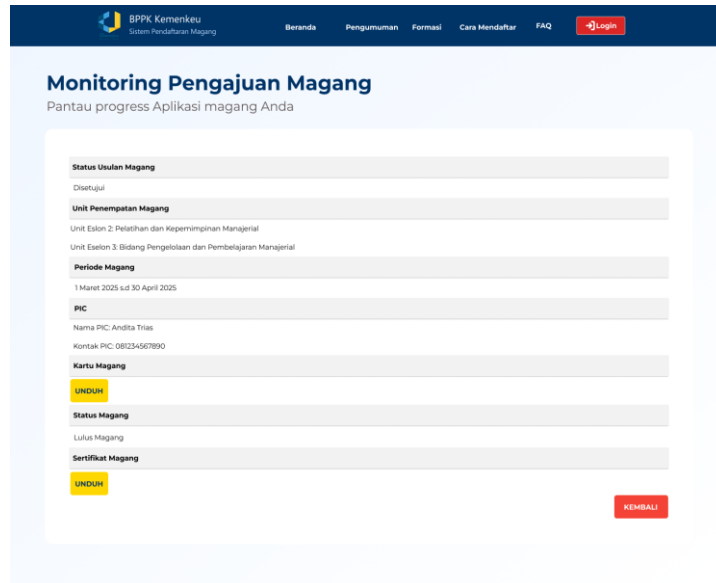 BPPK Kemenkeu
Sistem Pendaftaran Magang
Beranda
Pengumuman
Formasi
Cara Mendaftar
FAQ
Login
Monitoring Pengajuan Magang
Pantau progress Aplikasi magang Anda
Status Usulan Magang
Disetujui
Unit Penempatan Magang
Unit Eslon 2: Pelatihan dan Kepemimpinan Manajerial
Unit Eselon 3: Bidang Pengelolaan dan Pembelajaran Manajerial
Periode Magang
1 Maret 2025 s.d 30 April 2025
PIC
Nama PIC: Andita Trias
Kontak PIC: 081234567890
Kartu Magang
UNDUH
Status Magang
Lulus Magang
Sertifikat Magang
UNDUH
KEMBALI